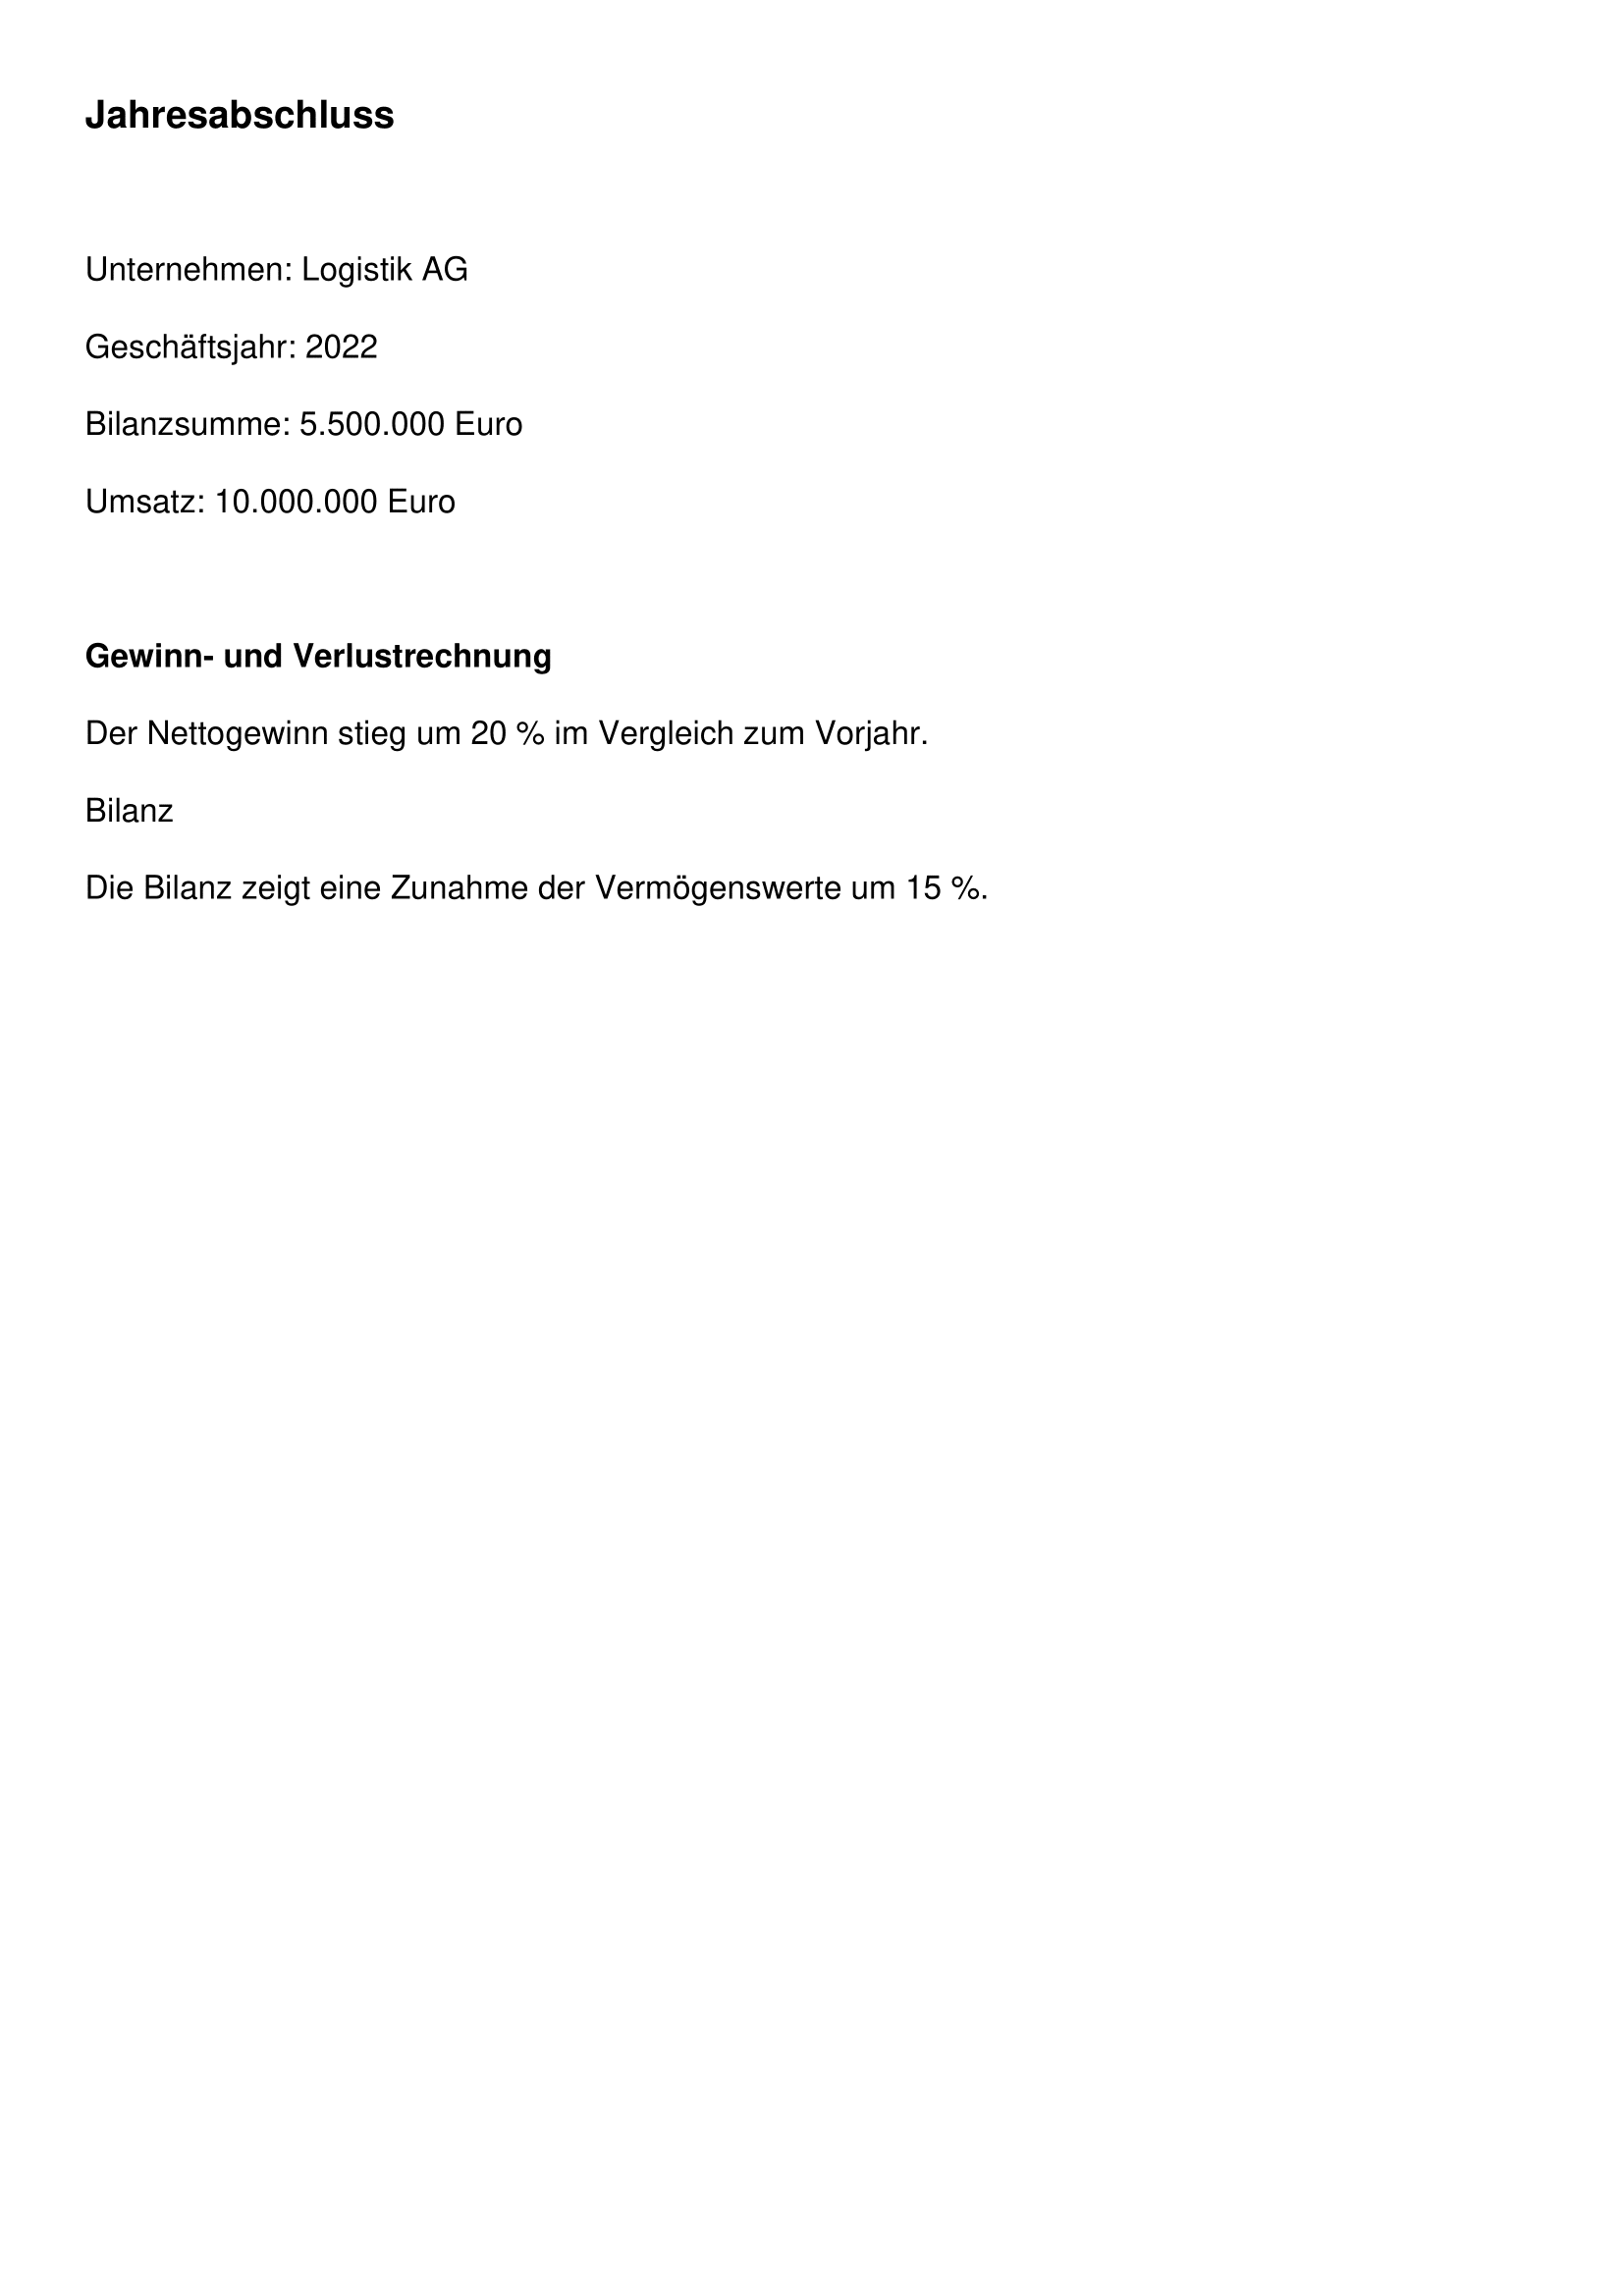 Jahresabschluss
Unternehmen: Logistik AG
Geschäftsjahr: 2022
Bilanzsumme: 5.500.000 Euro
Umsatz: 10.000.000 Euro
Gewinn- und Verlustrechnung
Der Nettogewinn stieg um 20 % im Vergleich zum Vorjahr.
Bilanz
Die Bilanz zeigt eine Zunahme der Vermögenswerte um 15 %.